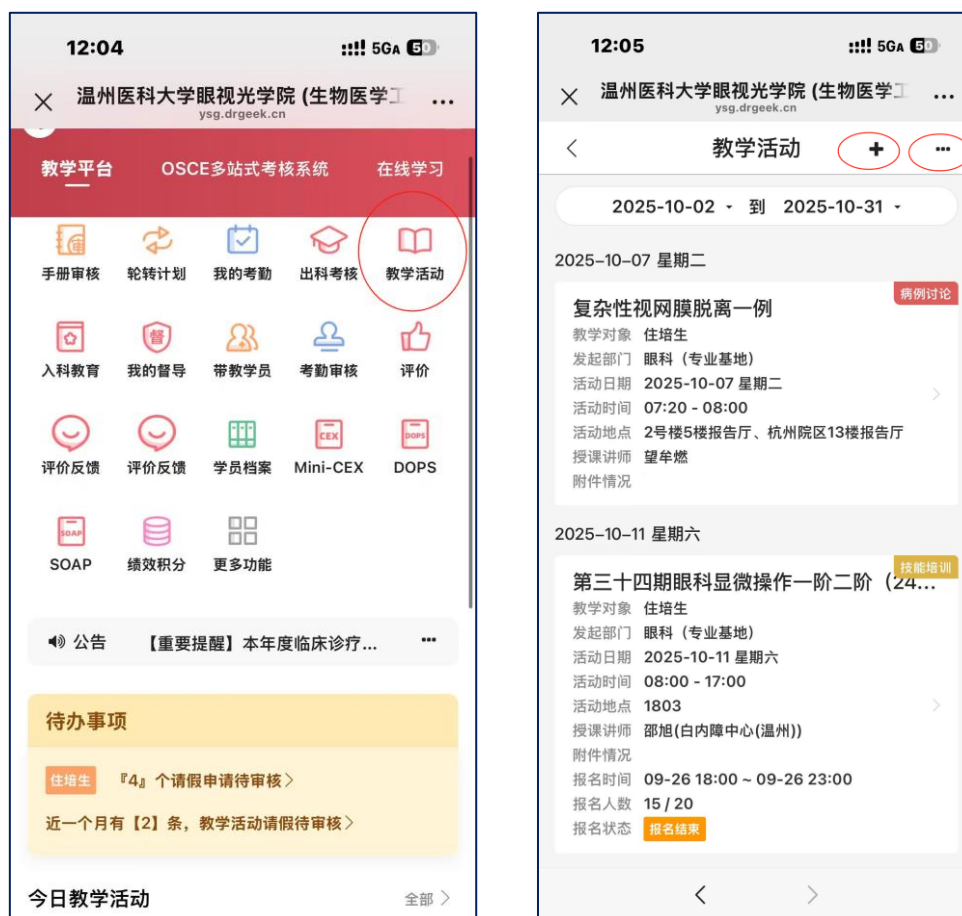 12:04
5GA 50
温州医科大学眼视光学院 (生物医学工
ysg.drgeek.cn
教学平台 OSCE多站式考核系统 在线学习
手册审核 轮转计划 我的考勤 出科考核 教学活动
入科教育 我的督导 带教学员 考勤审核 评价
评价反馈 评价反馈 学员档案 Mini-CEX DOPS
SOAP 绩效积分 更多功能
公告 【重要提醒】本年度临床诊疗...
待办事项
住培生 『4』个请假申请待审核
近一个月有【2】条，教学活动请假待审核
今日教学活动 全部
12:05
5GA 50
温州医科大学眼视光学院 (生物医学工
ysg.drgeek.cn
教学活动
2025-10-02 到 2025-10-31
2025-10-07 星期二
病例讨论
复杂性视网膜脱离一例
教学对象 住培生
发起部门 眼科（专业基地）
活动日期 2025-10-07 星期二
活动时间 07:20 - 08:00
活动地点 2号楼5楼报告厅、杭州院区13楼报告厅
授课讲师 望牟燃
附件情况
2025-10-11 星期六
技能培训
第三十四期眼科显微操作一阶二阶（24...
教学对象 住培生
发起部门 眼科（专业基地）
活动日期 2025-10-11 星期六
活动时间 08:00 - 17:00
活动地点 1803
授课讲师 邵旭(白内障中心(温州))
附件情况
报名时间 09-26 18:00 ~ 09-26 23:00
报名人数 15 / 20
报名状态 报名结束